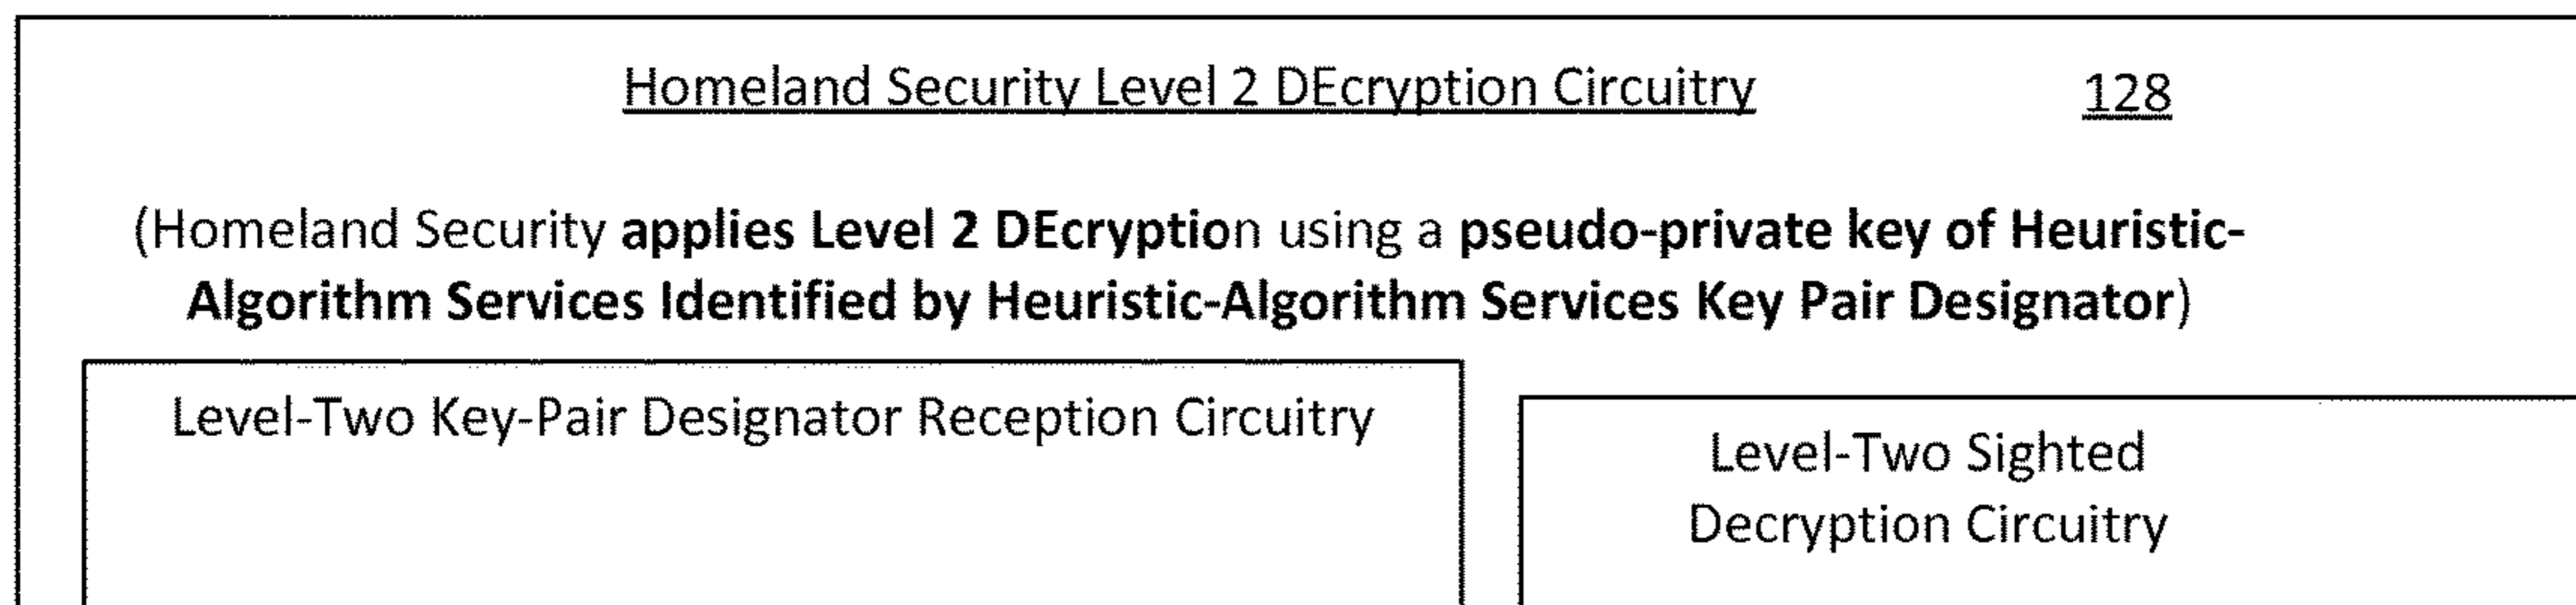 Homeland Security Level 2 DEcryption Circuitry 128
(Homeland Security applies Level 2 DEcryption using a pseudo-private key of Heuristic-
Algorithm Services Identified by Heuristic-Algorithm Services Key Pair Designator)
Level-Two Key-Pair Designator Reception Circuitry
Level-Two Sighted
Decryption Circuitry